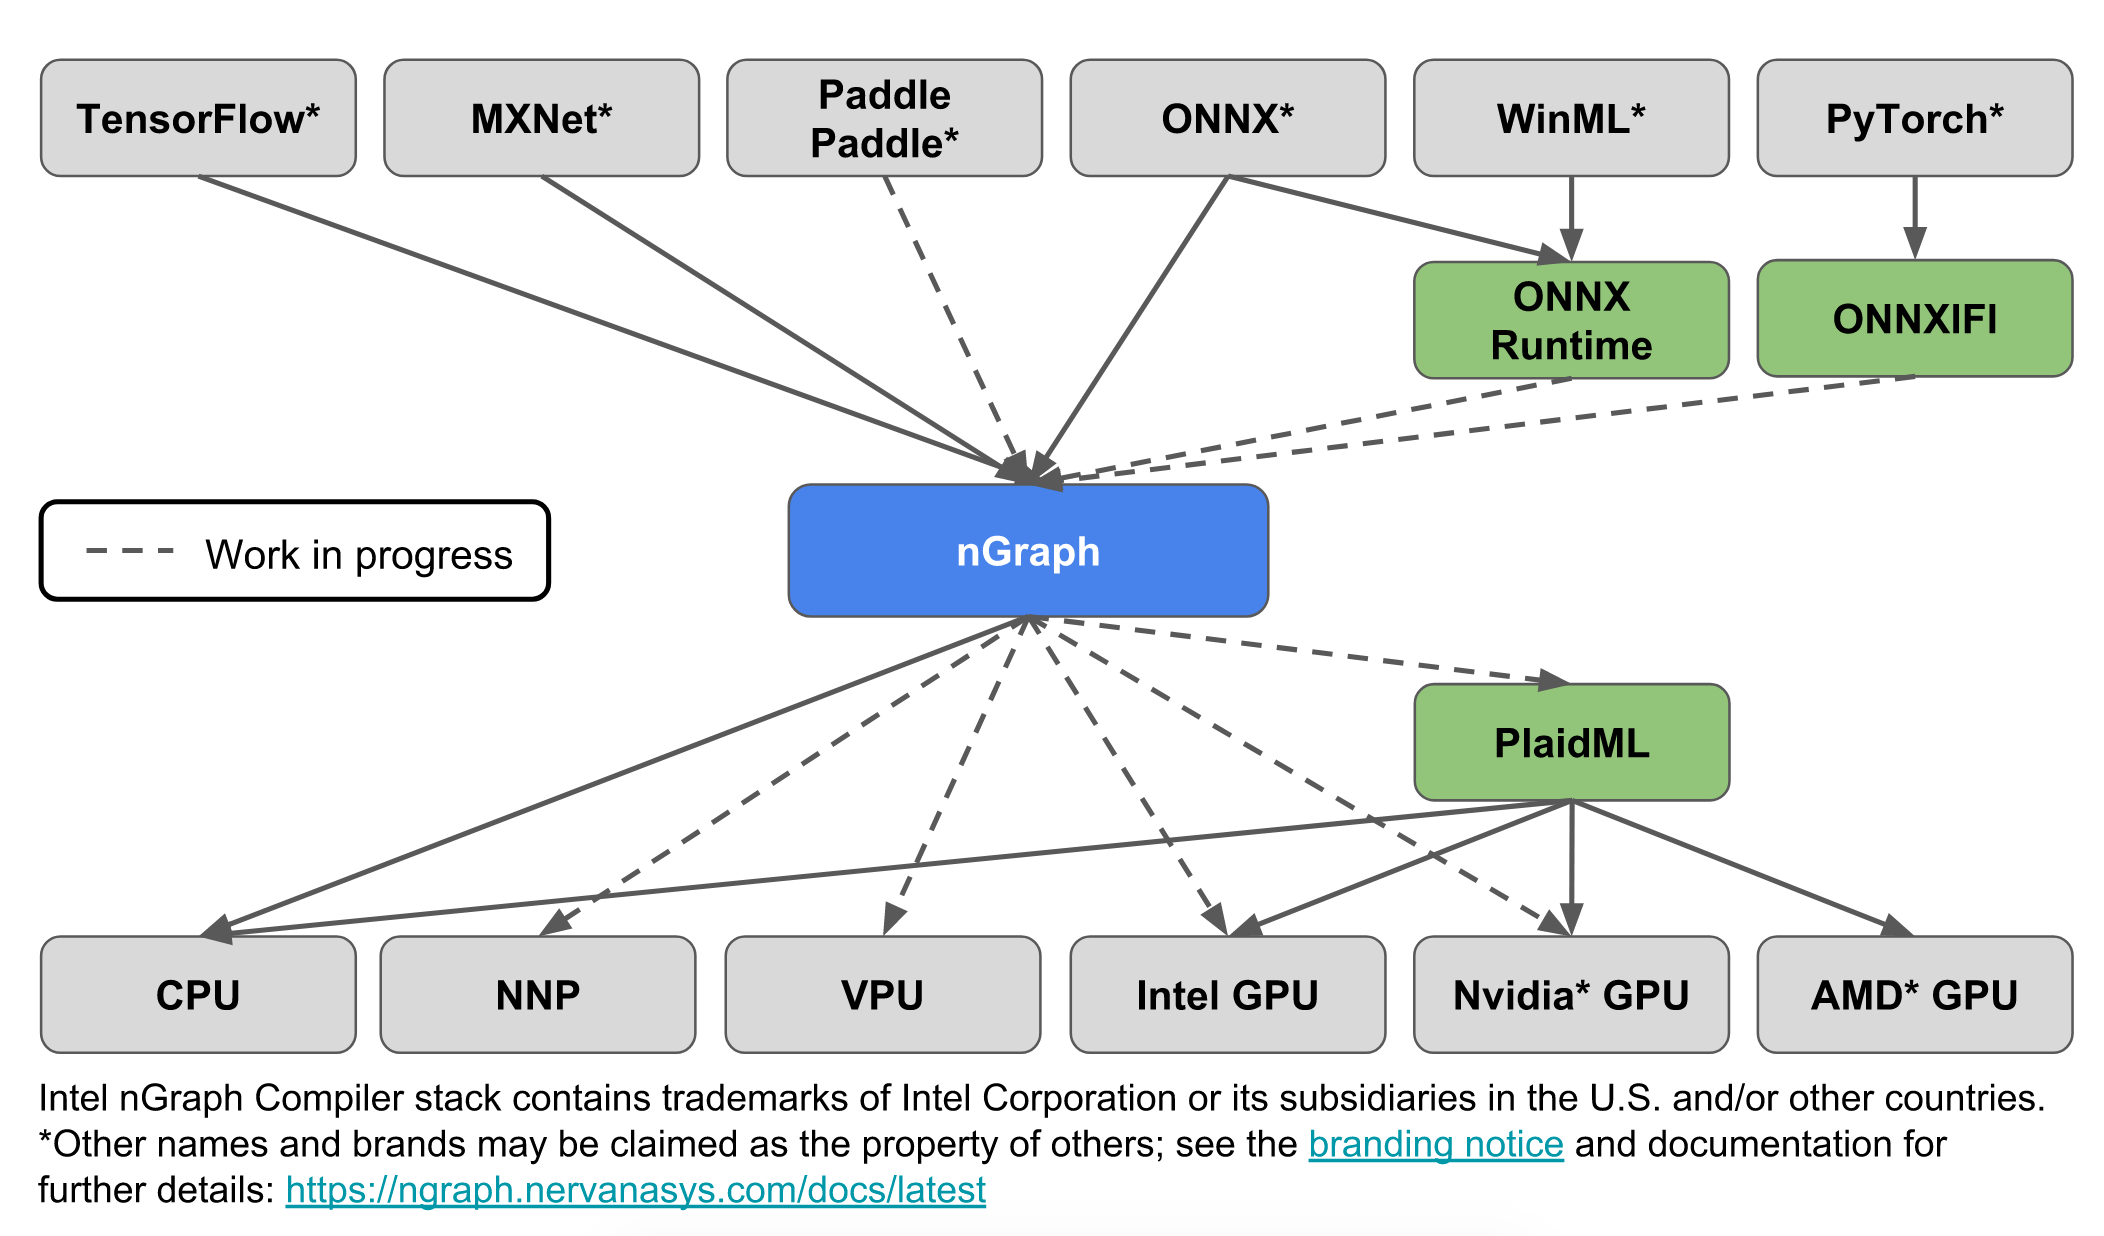 TensorFlow*
MXNet*
Paddle
Paddle*
ONNX*
WinML*
PyTorch*
ONNX
Runtime
ONNXIFI
Work in progress
nGraph
PlaidML
CPU
NNP
VPU
Intel GPU
Nvidia* GPU
AMD* GPU
Intel nGraph Compiler stack contains trademarks of Intel Corporation or its subsidiaries in the U.S. and/or other countries.
*Other names and brands may be claimed as the property of others; see the branding notice and documentation for
further details: https://ngraph.nervanasys.com/docs/latest